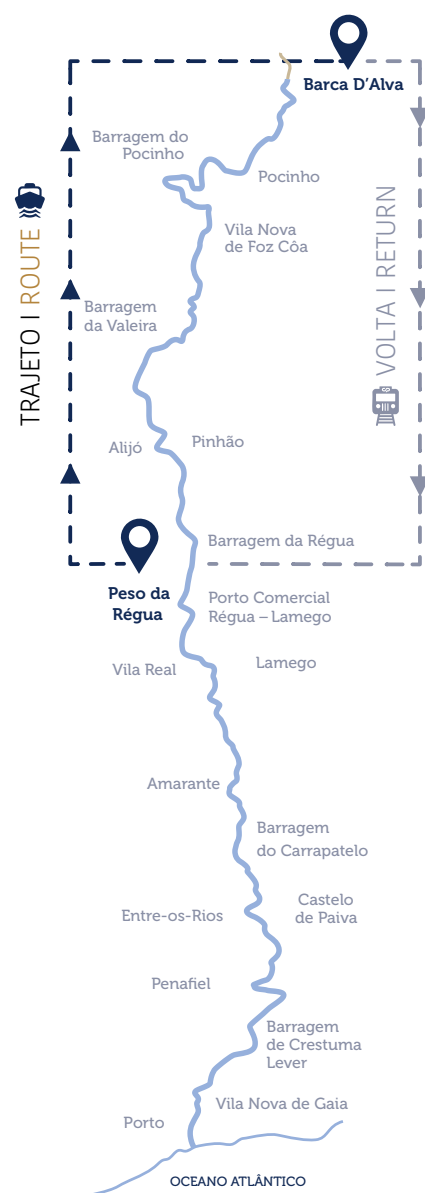 Barca D'Alva
Barragem do
Pocinho
Pocinho
Vila Nova
de Foz Côa
TRAJETO I ROUTE
VOLTA I RETURN
Barragem
da Valeira
Alijó
Pinhão
Barragem da Régua
Peso da
Régua
Porto Comercial
Régua – Lamego
Vila Real
Lamego
Amarante
Barragem
do Carrapatelo
Castelo
de Paiva
Entre-os-Rios
Penafiel
Barragem
de Crestuma
Lever
Vila Nova de Gaia
Porto
OCEANO ATLÂNTICO